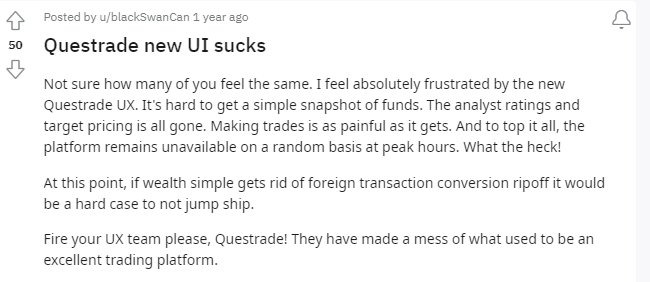 Posted by u/blackSwanCan 1 year ago
50
Questrade new UI sucks
Not sure how many of you feel the same. I feel absolutely frustrated by the new
Questrade UX. It's hard to get a simple snapshot of funds. The analyst ratings and
target pricing is all gone. Making trades is as painful as it gets. And to top it all, the
platform remains unavailable on a random basis at peak hours. What the heck!
At this point, if wealth simple gets rid of foreign transaction conversion ripoff it would
be a hard case to not jump ship.
Fire your UX team please, Questrade! They have made a mess of what used to be an
excellent trading platform.